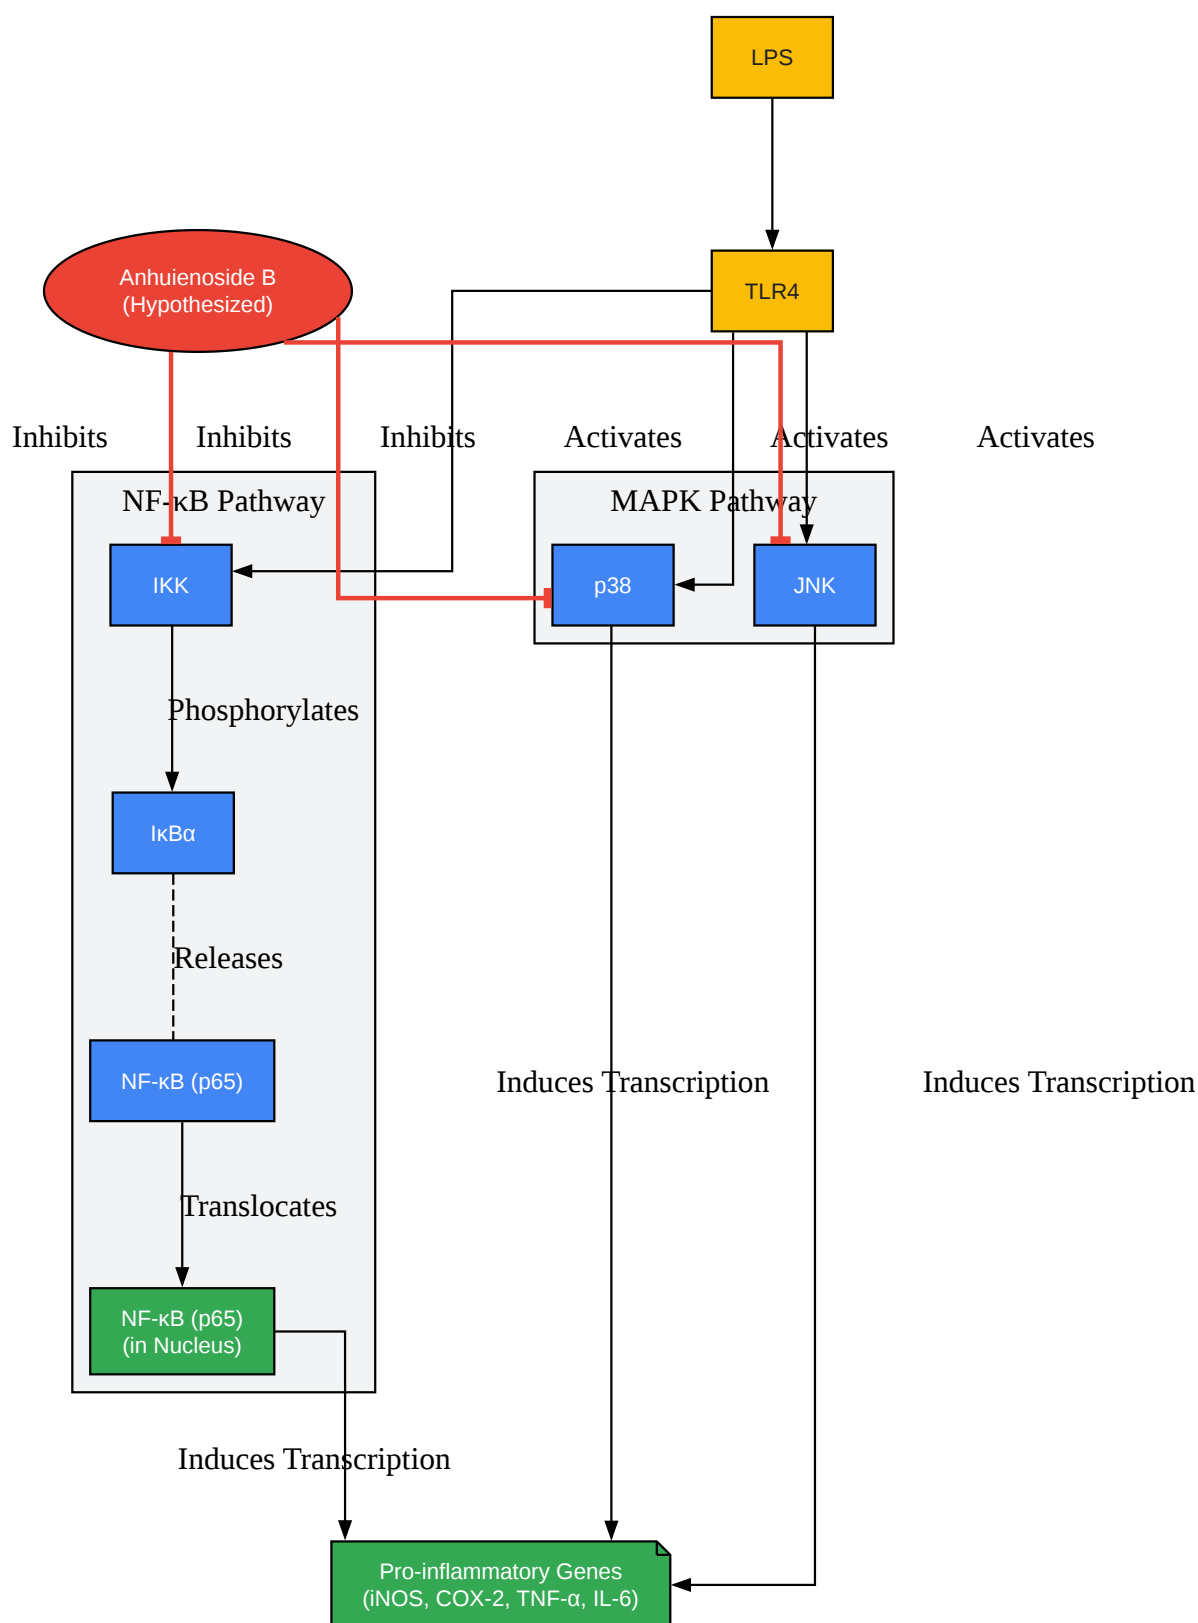 LPS
Anhuienoside B
(Hypothesized)
TLR4
Inhibits
Inhibits
Inhibits
Activates
Activates
Activates
NF-κB Pathway
MAPK Pathway
IKK
p38
JNK
Phosphorylates
IκBα
Releases
NF-κB (p65)
Induces Transcription
Induces Transcription
Translocates
NF-κB (p65)
(in Nucleus)
Induces Transcription
Pro-inflammatory Genes
(iNOS, COX-2, TNF-α, IL-6)